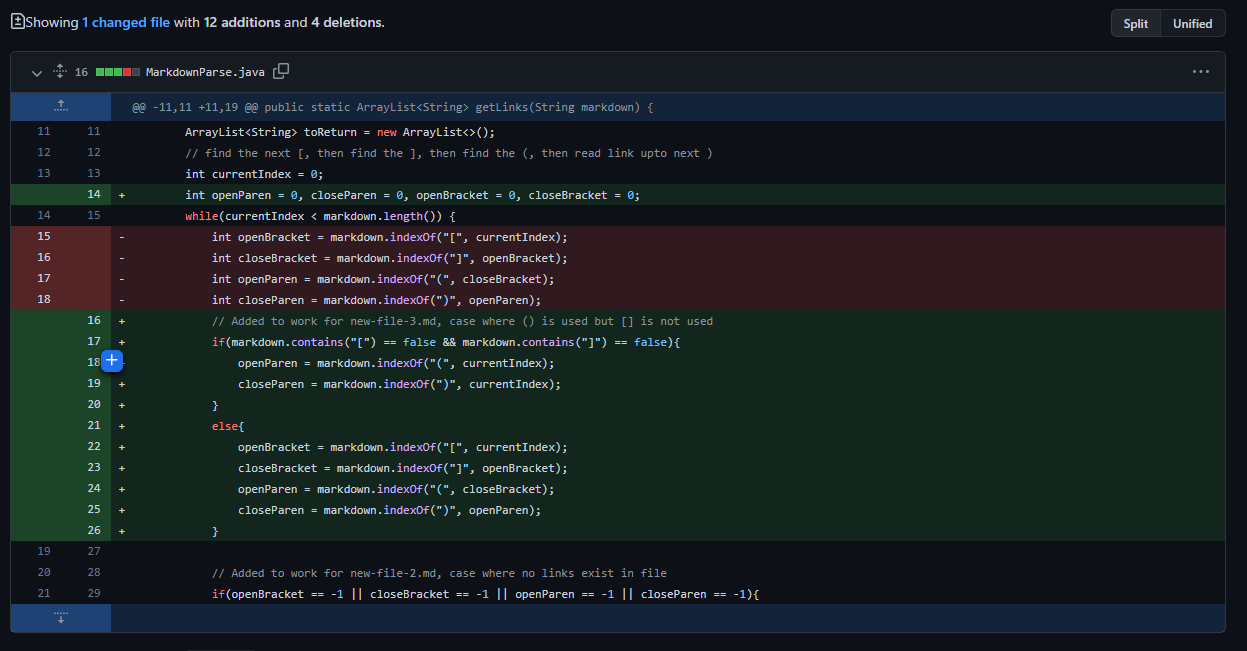 Showing 1 changed file with 12 additions and 4 deletions.
Split Unified
16 MarkdownParse.java
@@ -11,11 +11,19 @@ public static ArrayList<String> getLinks(String markdown) {
11 11 ArrayList<String> toReturn = new ArrayList<>();
12 12 // find the next [, then find the ], then find the (, then read link upto next )
13 13 int currentIndex = 0;
14 + int openParen = 0, closeParen = 0, openBracket = 0, closeBracket = 0;
14 15 while(currentIndex < markdown.length()) {
15 - int openBracket = markdown.indexOf("[", currentIndex);
16 - int closeBracket = markdown.indexOf("]", openBracket);
17 - int openParen = markdown.indexOf("(", closeBracket);
18 - int closeParen = markdown.indexOf(")", openParen);
16 + // Added to work for new-file-3.md, case where () is used but [] is not used
17 + if(markdown.contains("[") == false && markdown.contains("]") == false){
18 + openParen = markdown.indexOf("(", currentIndex);
19 + closeParen = markdown.indexOf(")", currentIndex);
20 + }
21 + else{
22 + openBracket = markdown.indexOf("[", currentIndex);
23 + closeBracket = markdown.indexOf("]", openBracket);
24 + openParen = markdown.indexOf("(", closeBracket);
25 + closeParen = markdown.indexOf(")", openParen);
26 + }
19 27
20 28 // Added to work for new-file-2.md, case where no links exist in file
21 29 if(openBracket == -1 || closeBracket == -1 || openParen == -1 || closeParen == -1){